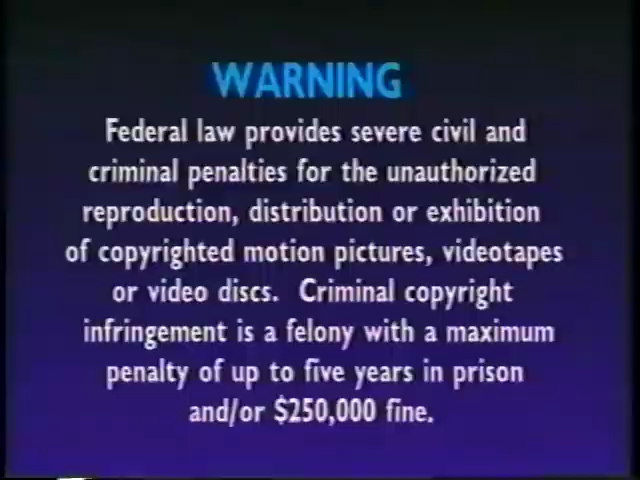 WARNING
Federal law provides severe civil and
criminal penalties for the unauthorized
reproduction, distribution or exhibition
of copyrighted motion pictures, videotapes
or video discs. Criminal copyright
infringement is a felony with a maximum
penalty of up to five years in prison
and/or $250,000 fine.